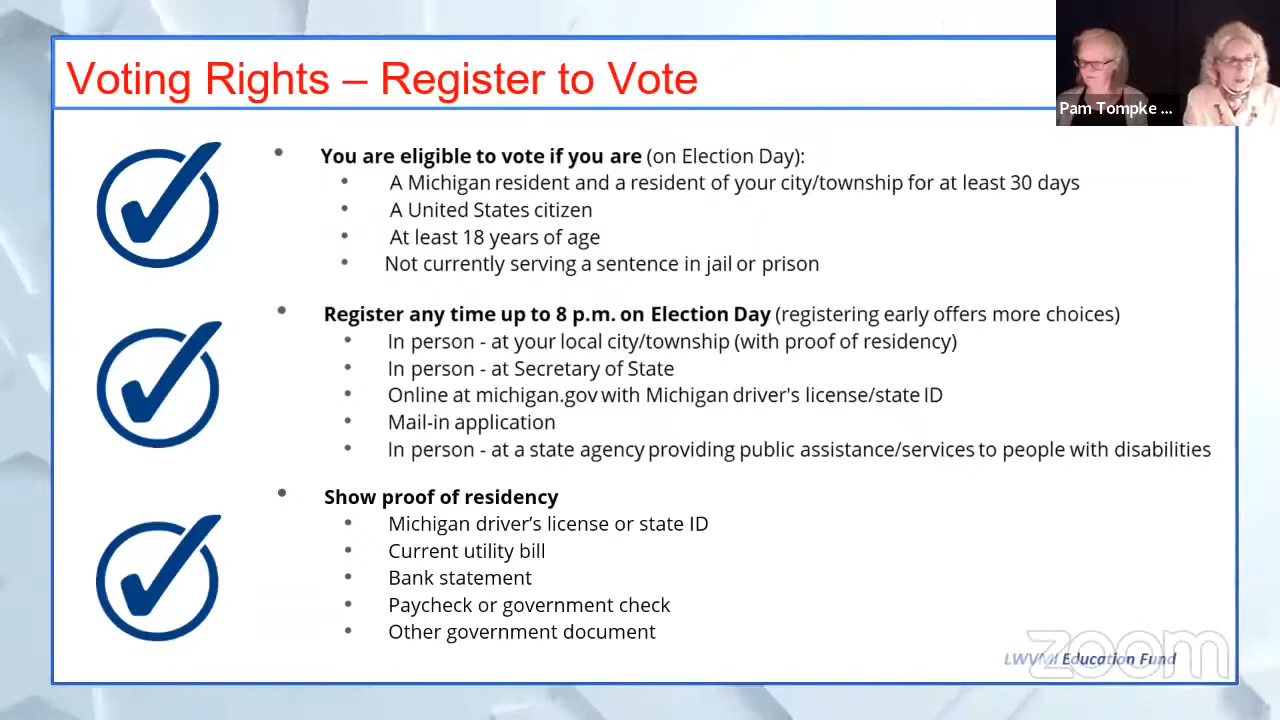 Voting Rights – Register to Vote
Pam Tompke ...
You are eligible to vote if you are (on Election Day):
A Michigan resident and a resident of your city/township for at least 30 days
A United States citizen
At least 18 years of age
Not currently serving a sentence in jail or prison
Register any time up to 8 p.m. on Election Day (registering early offers more choices)
In person - at your local city/township (with proof of residency)
In person - at Secretary of State
Online at michigan.gov with Michigan driver's license/state ID
Mail-in application
In person - at a state agency providing public assistance/services to people with disabilities
Show proof of residency
Michigan driver’s license or state ID
Current utility bill
Bank statement
Paycheck or government check
Other government document
zoom
LWVMI Education Fund